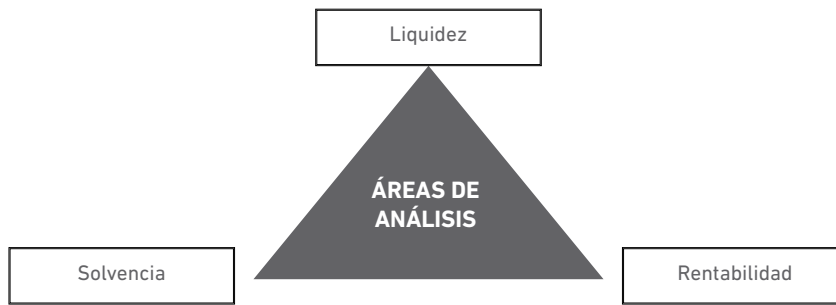 Liquidez
ÁREAS DE
ANÁLISIS
Solvencia
Rentabilidad